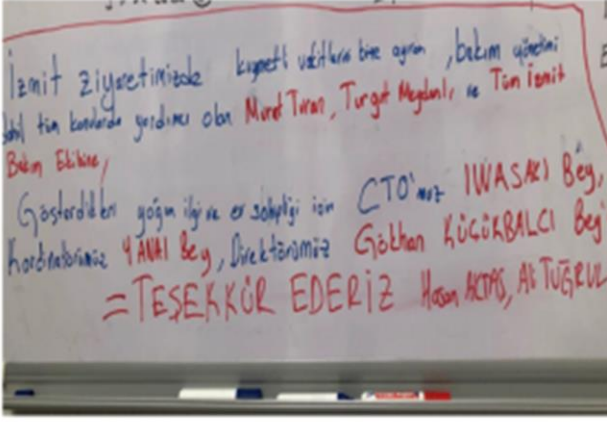 İzmit ziyaretimizde kıymetli vakitlerini bize ayıran, bakım yönetimi
dahil tüm konularda yardımcı olan Murat Turan, Turgut Meydanlı ve Tüm İzmit
Bakım Ekibine,
Gösterdikleri yoğun ilgi ve ev sahipliği için CTO'muz IWASAKI Bey,
Kordinatörümüz YANAI Bey, Direktörümüz Gökhan KÜÇÜKBALCI Bey
= TEŞEKKÜR EDERİZ Hasan AKTAŞ, Ali TUĞRUL